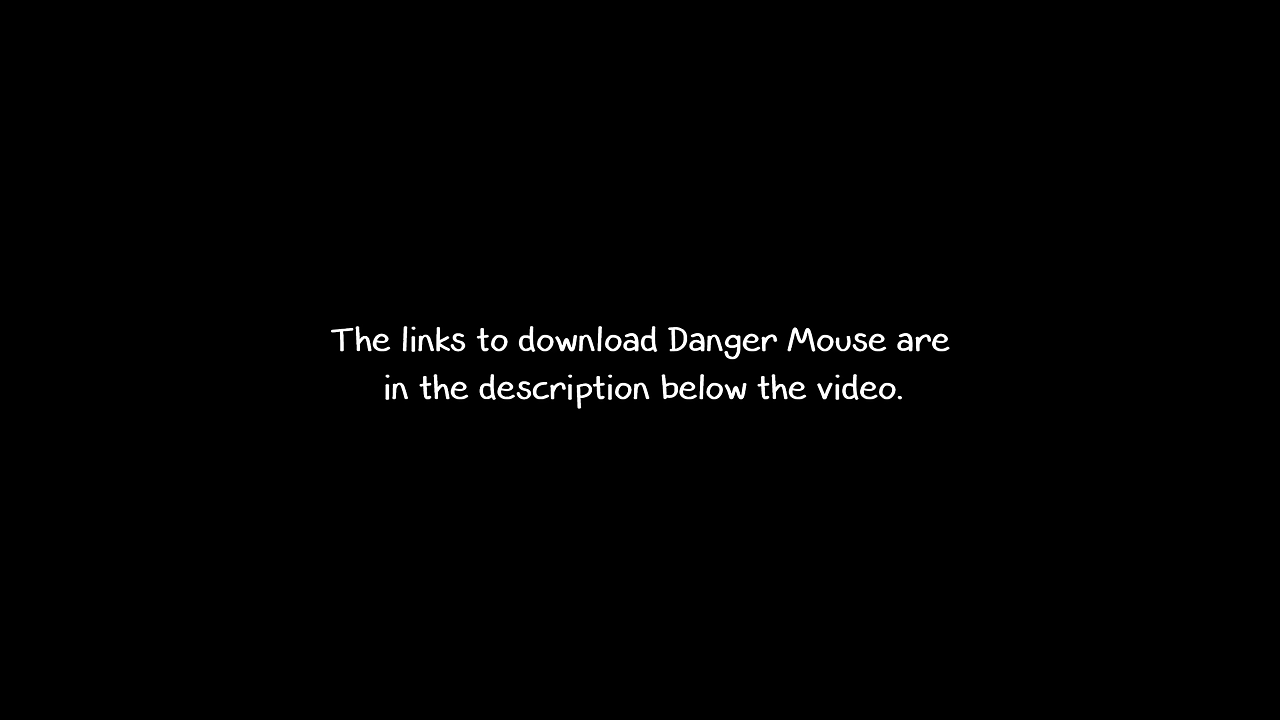 The links to download Danger Mouse are
in the description below the video.